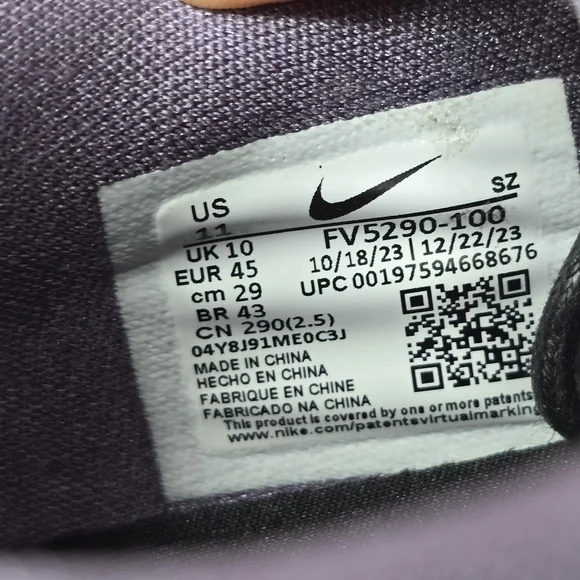 US
SZ
11
FV5290-100
UK 10
10/18/23 | 12/22/23
EUR 45
UPC 00197594668676
cm 29
BR 43
CN 290(2.5)
04Y8J91ME0C3J
MADE IN CHINA
HECHO EN CHINA
FABRIQUE EN CHINE
FABRICADO NA CHINA
This product is covered by one or more patents
www.nike.com/patentsvirtualmarking